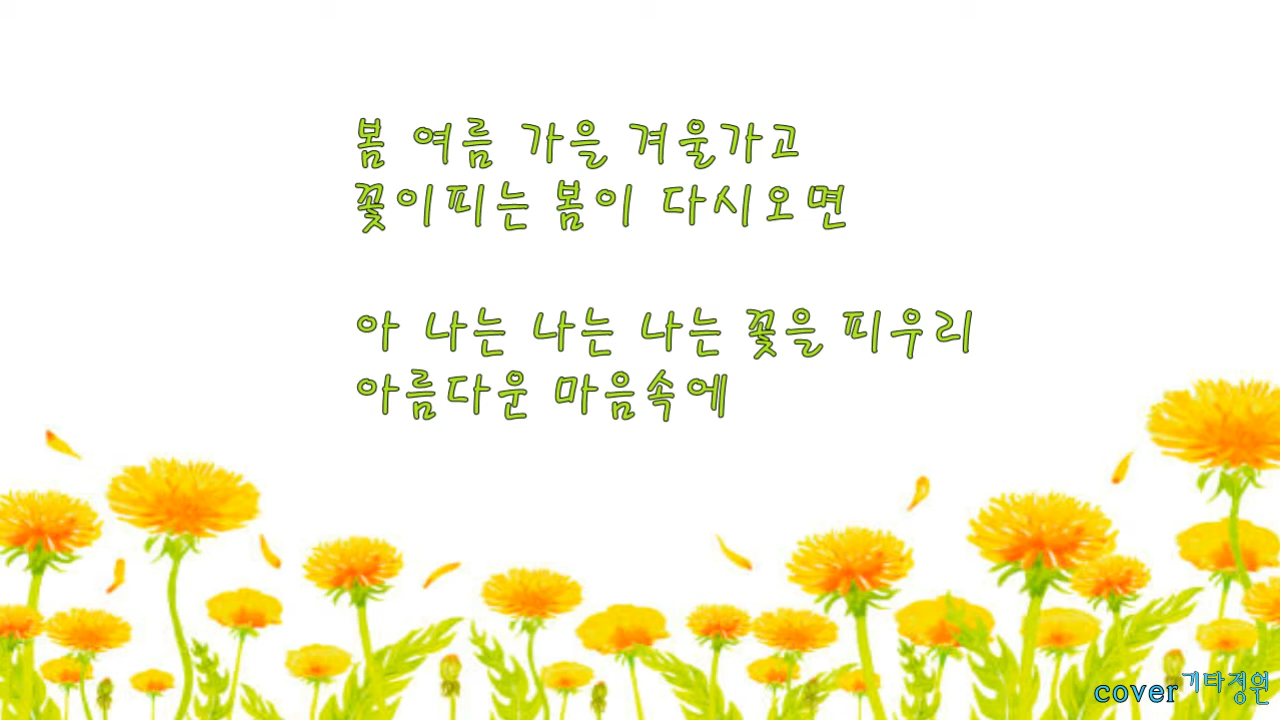 봄 여름 가을 겨울가고
꽃이피는 봄이 다시오면
아 나는 나는 나는 꽃을 피우리
아름다운 마음속에
cover기타정원